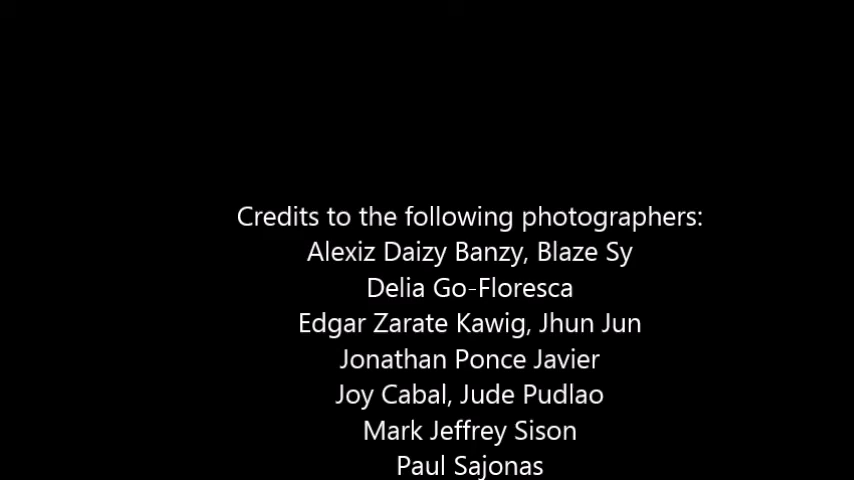 Credits to the following photographers:
Alexiz Daizy Banzy, Blaze Sy
Delia Go-Floresca
Edgar Zarate Kawig, Jhun Jun
Jonathan Ponce Javier
Joy Cabal, Jude Pudlao
Mark Jeffrey Sison
Paul Sajonas